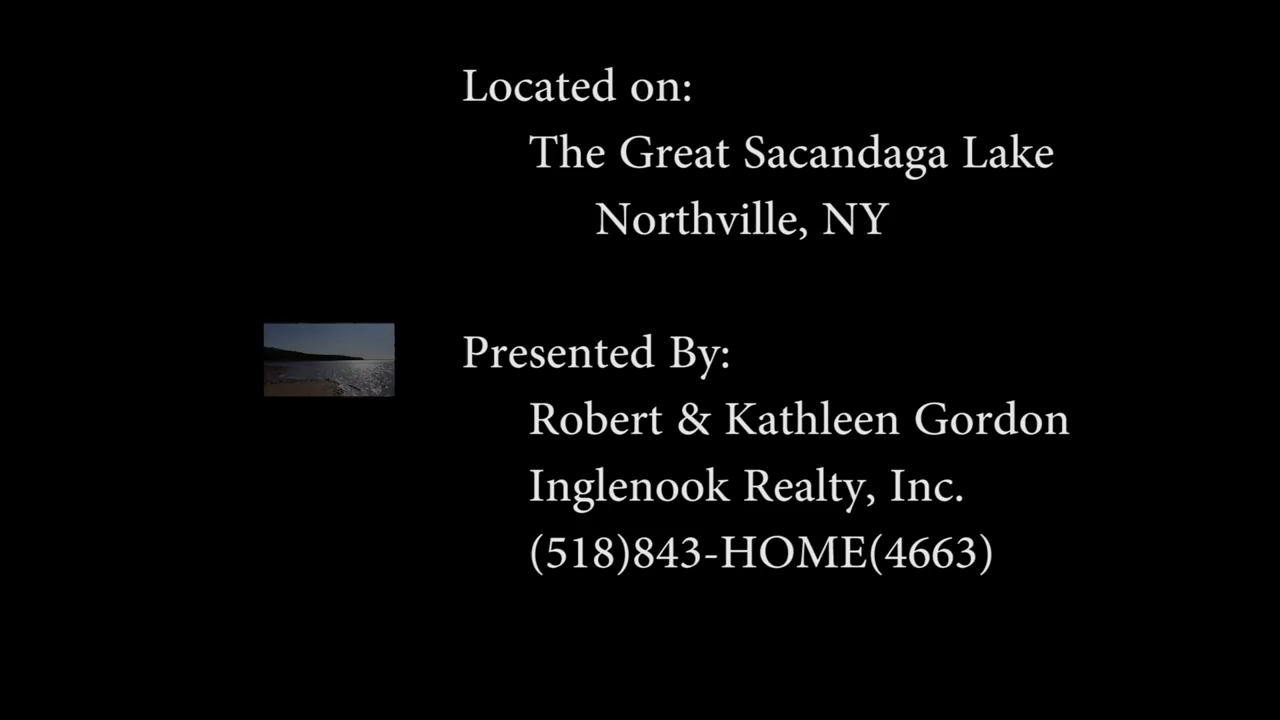 Located on:
The Great Sacandaga Lake
Northville, NY
Presented By:
Robert & Kathleen Gordon
Inglenook Realty, Inc.
(518)843-HOME(4663)